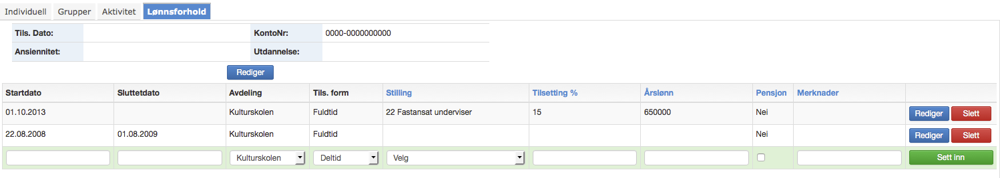 Individuell Grupper Aktivitet Lønnsforhold
Tils. Dato: KontoNr: 0000-0000000000
Ansiennitet: Utdannelse:
Rediger
Startdato Sluttetdato Avdeling Tils. form Stilling Tilsetting % Årslønn Pensjon Merknader
01.10.2013 Kulturskolen Fuldtid 22 Fastansat underviser 15 650000 Nei Rediger Slett
22.08.2008 01.08.2009 Kulturskolen Fuldtid Nei Rediger Slett
Kulturskolen Deltid Velg Sett inn